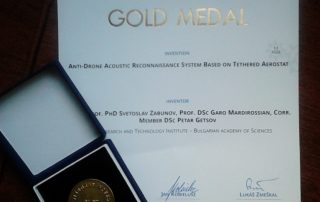 GOLD MEDAL
INVENTION
ANTI-DRONE ACOUSTIC RECONNAISSANCE SYSTEM BASED ON TETHERED AEROSTAT
INVENTOR
PHD SVETOSLAV ZABUNOV, PROF. DSC GARO MARDIROSSIAN, CORR.
MEMBER DSC PETAR GETSOV
RESEARCH AND TECHNOLOGY INSTITUTE - BULGARIAN ACADEMY OF SCIENCES
LUKÁŠ ZMEŠKAL